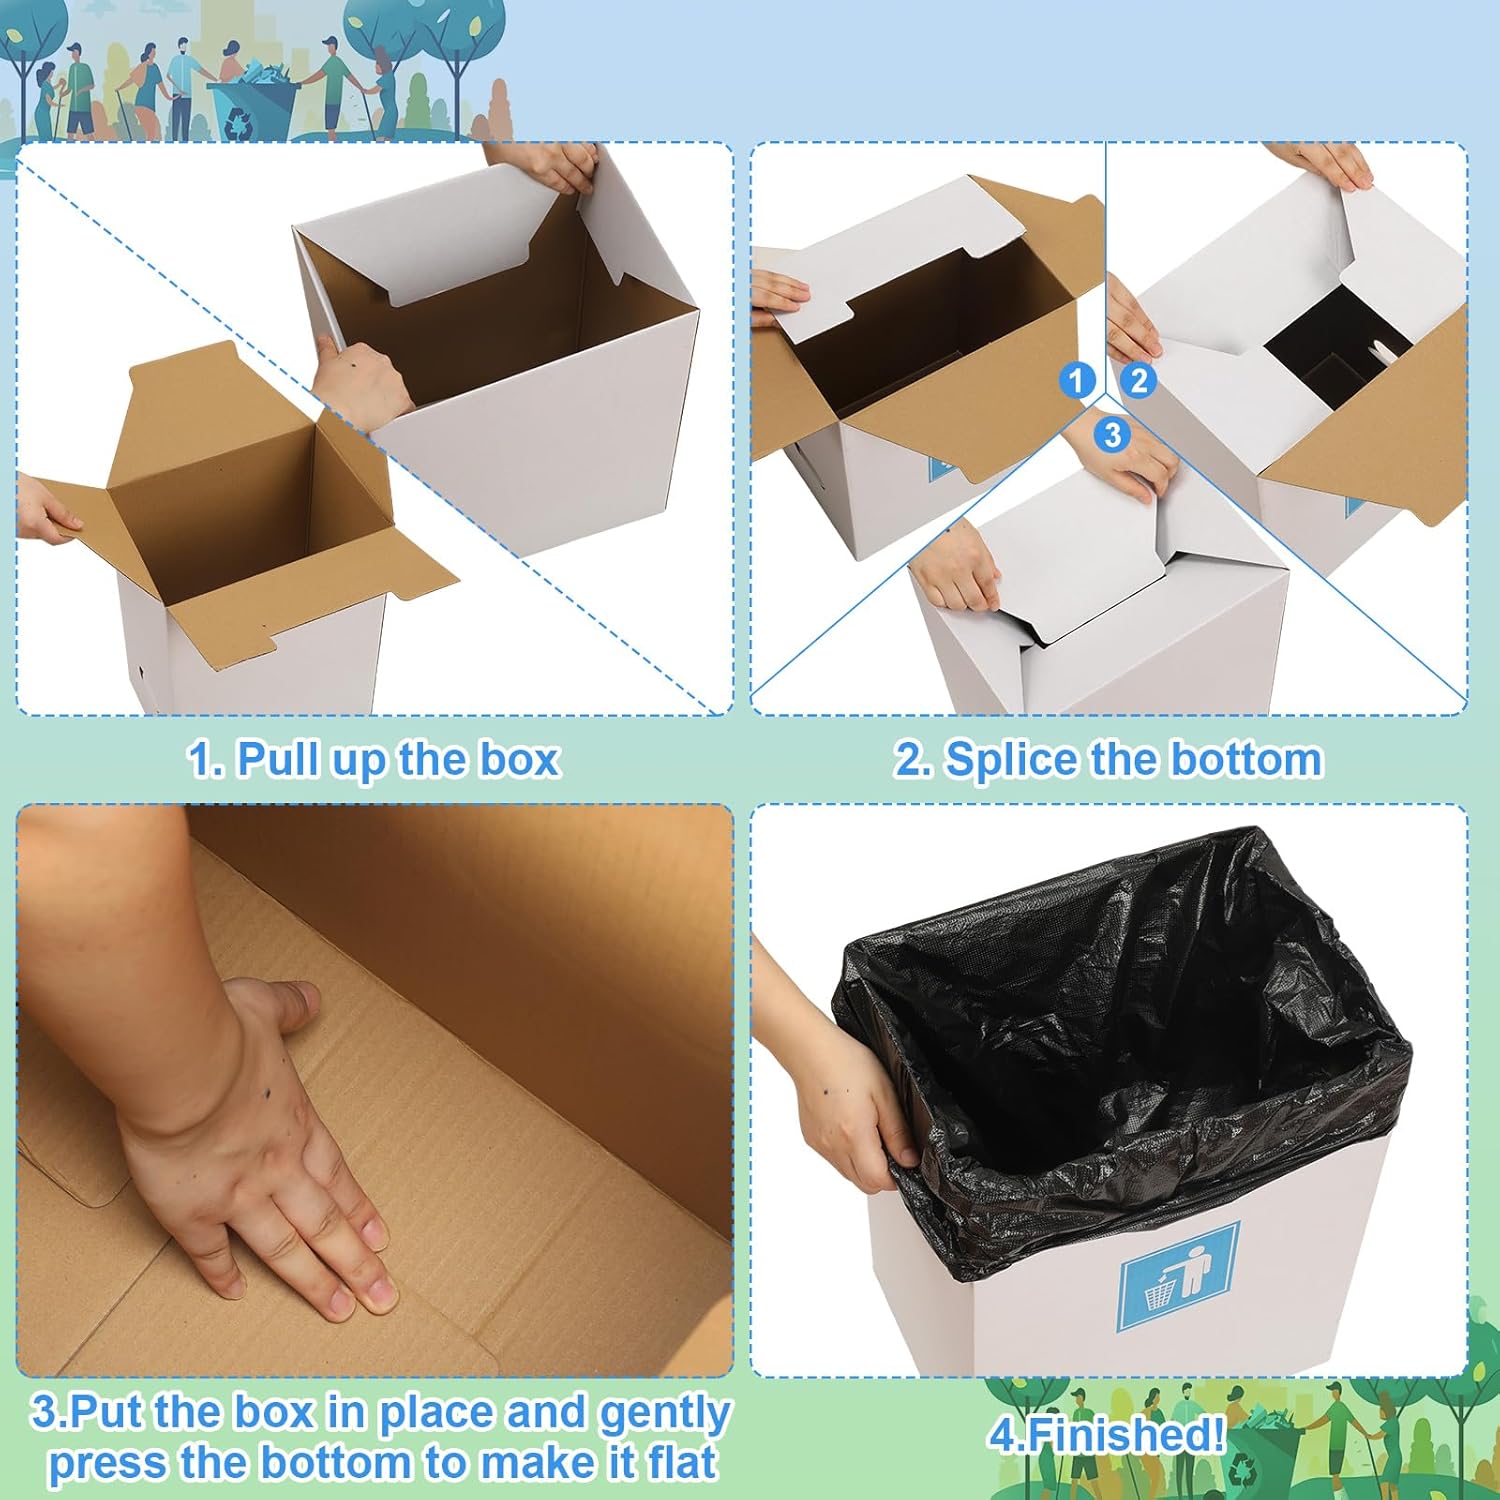 1
2
3
1. Pull up the box
2. Splice the bottom
3.Put the box in place and gently
press the bottom to make it flat
4.Finished!